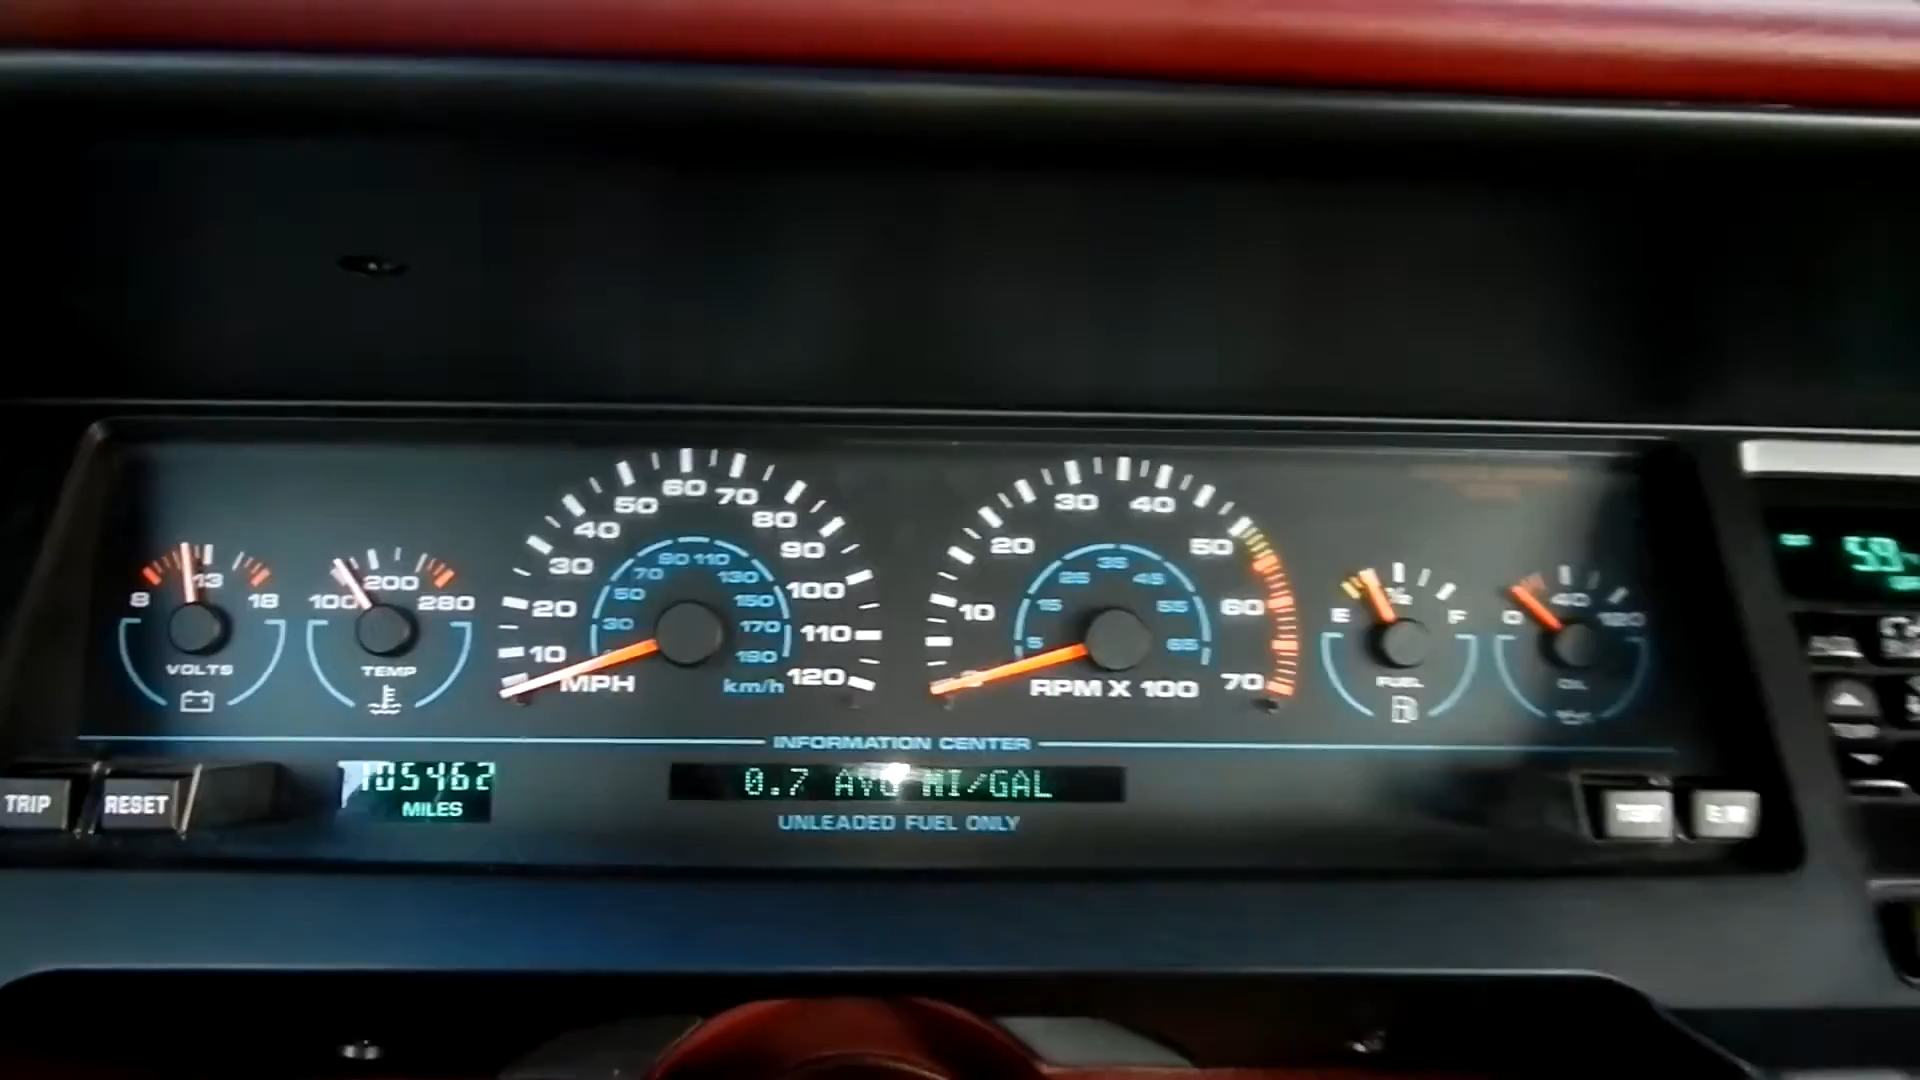 8 13 18
VOLTS
100 200 280
TEMP
10 20 30 40 50 60 70 80 90 100 110 120
MPH
30 50 70 90 110 130 150 170 190
km/h
0 10 20 30 40 50 60 70
5 15 25 35 45 55 65
RPM X 100
E ½ F
FUEL
0 40 120
OIL
INFORMATION CENTER
TRIP RESET
105462
MILES
0.7 AVG MI/GAL
UNLEADED FUEL ONLY